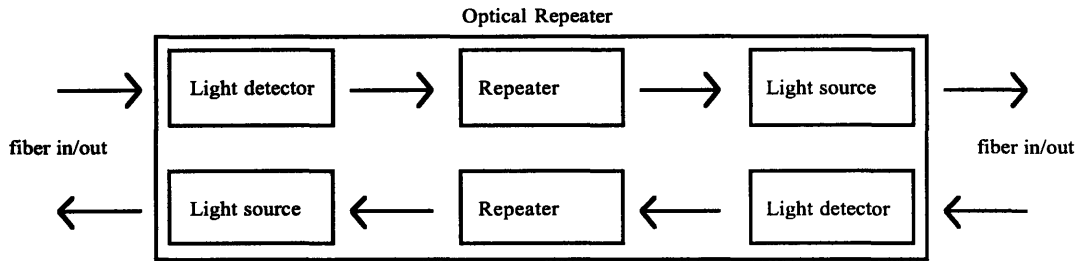 Optical Repeater
Light detector
Repeater
Light source
fiber in/out
fiber in/out
Light source
Repeater
Light detector